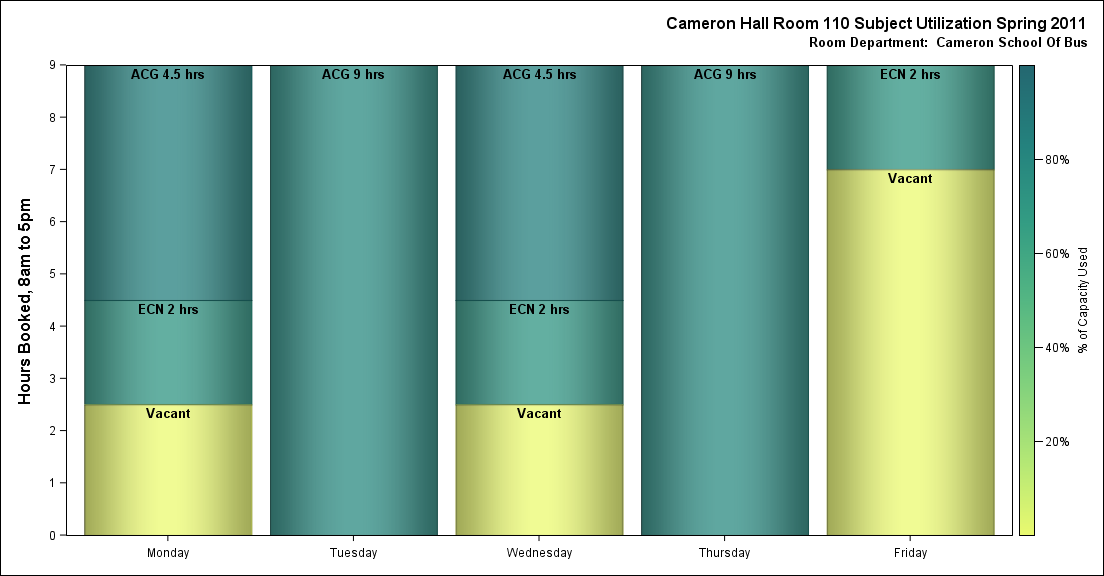 Cameron Hall Room 110 Subject Utilization Spring 2011
Room Department:  Cameron School Of Bus
Hours Booked, 8am to 5pm
9
8
7
6
5
4
3
2
1
0
ACG 4.5 hrs
ECN 2 hrs
Vacant
ACG 9 hrs
ACG 4.5 hrs
ECN 2 hrs
Vacant
ACG 9 hrs
ECN 2 hrs
Vacant
Monday
Tuesday
Wednesday
Thursday
Friday
80%
60%
40%
20%
% of Capacity Used